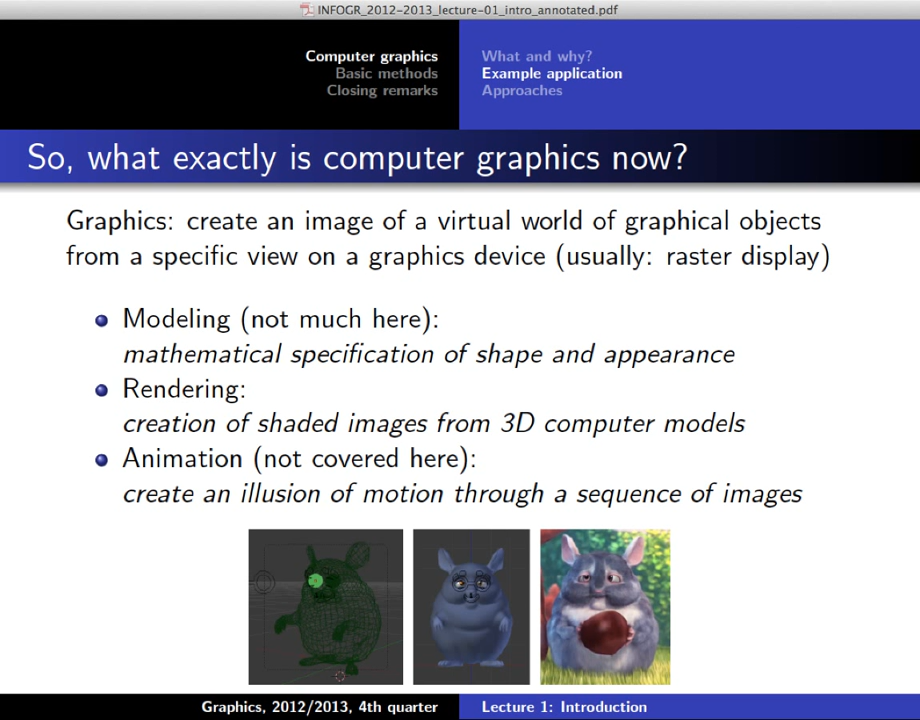 INFOGR_2012-2013_lecture-01_intro_annotated.pdf
Computer graphics
Basic methods
Closing remarks
What and why?
Example application
Approaches
So, what exactly is computer graphics now?
Graphics: create an image of a virtual world of graphical objects
from a specific view on a graphics device (usually: raster display)
Modeling (not much here):
mathematical specification of shape and appearance
Rendering:
creation of shaded images from 3D computer models
Animation (not covered here):
create an illusion of motion through a sequence of images
Graphics, 2012/2013, 4th quarter
Lecture 1: Introduction